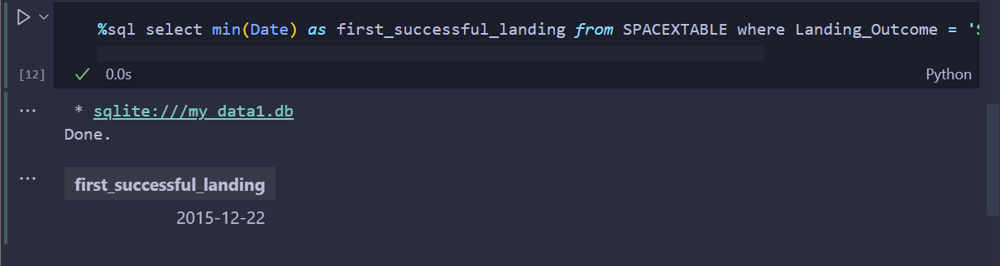 %sql select min(Date) as first_successful_landing from SPACEXTABLE where Landing_Outcome = 'S
[12]
0.0s
Python
* sqlite:///my_data1.db
Done.
first_successful_landing
2015-12-22